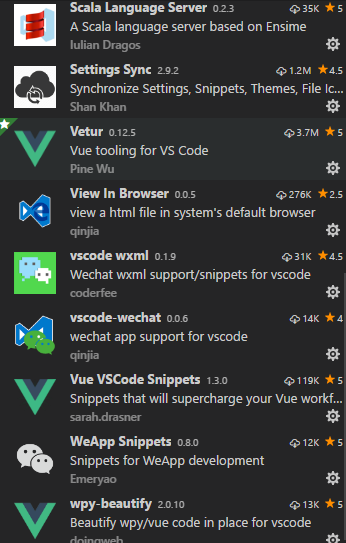 Scala Language Server 0.2.3 35K 5
A Scala language server based on Ensime
Iulian Dragos
Settings Sync 2.9.2 1.2M 4.5
Synchronize Settings, Snippets, Themes, File Ic...
Shan Khan
Vetur 0.12.5 3.7M 5
Vue tooling for VS Code
Pine Wu
View In Browser 0.0.5 276K 2.5
view a html file in system's default browser
qinjia
vscode wxml 0.1.9 31K 4.5
Wechat wxml support/snippets for vscode
coderfee
vscode-wechat 0.0.6 14K 4
wechat app support for vscode
qinjia
Vue VSCode Snippets 1.3.0 119K 5
Snippets that will supercharge your Vue workf...
sarah.drasner
WeApp Snippets 0.8.0 12K 5
Snippets for WeApp development
Emeryao
wpy-beautify 2.0.10 13K 5
Beautify wpy/vue code in place for vscode
doingweb